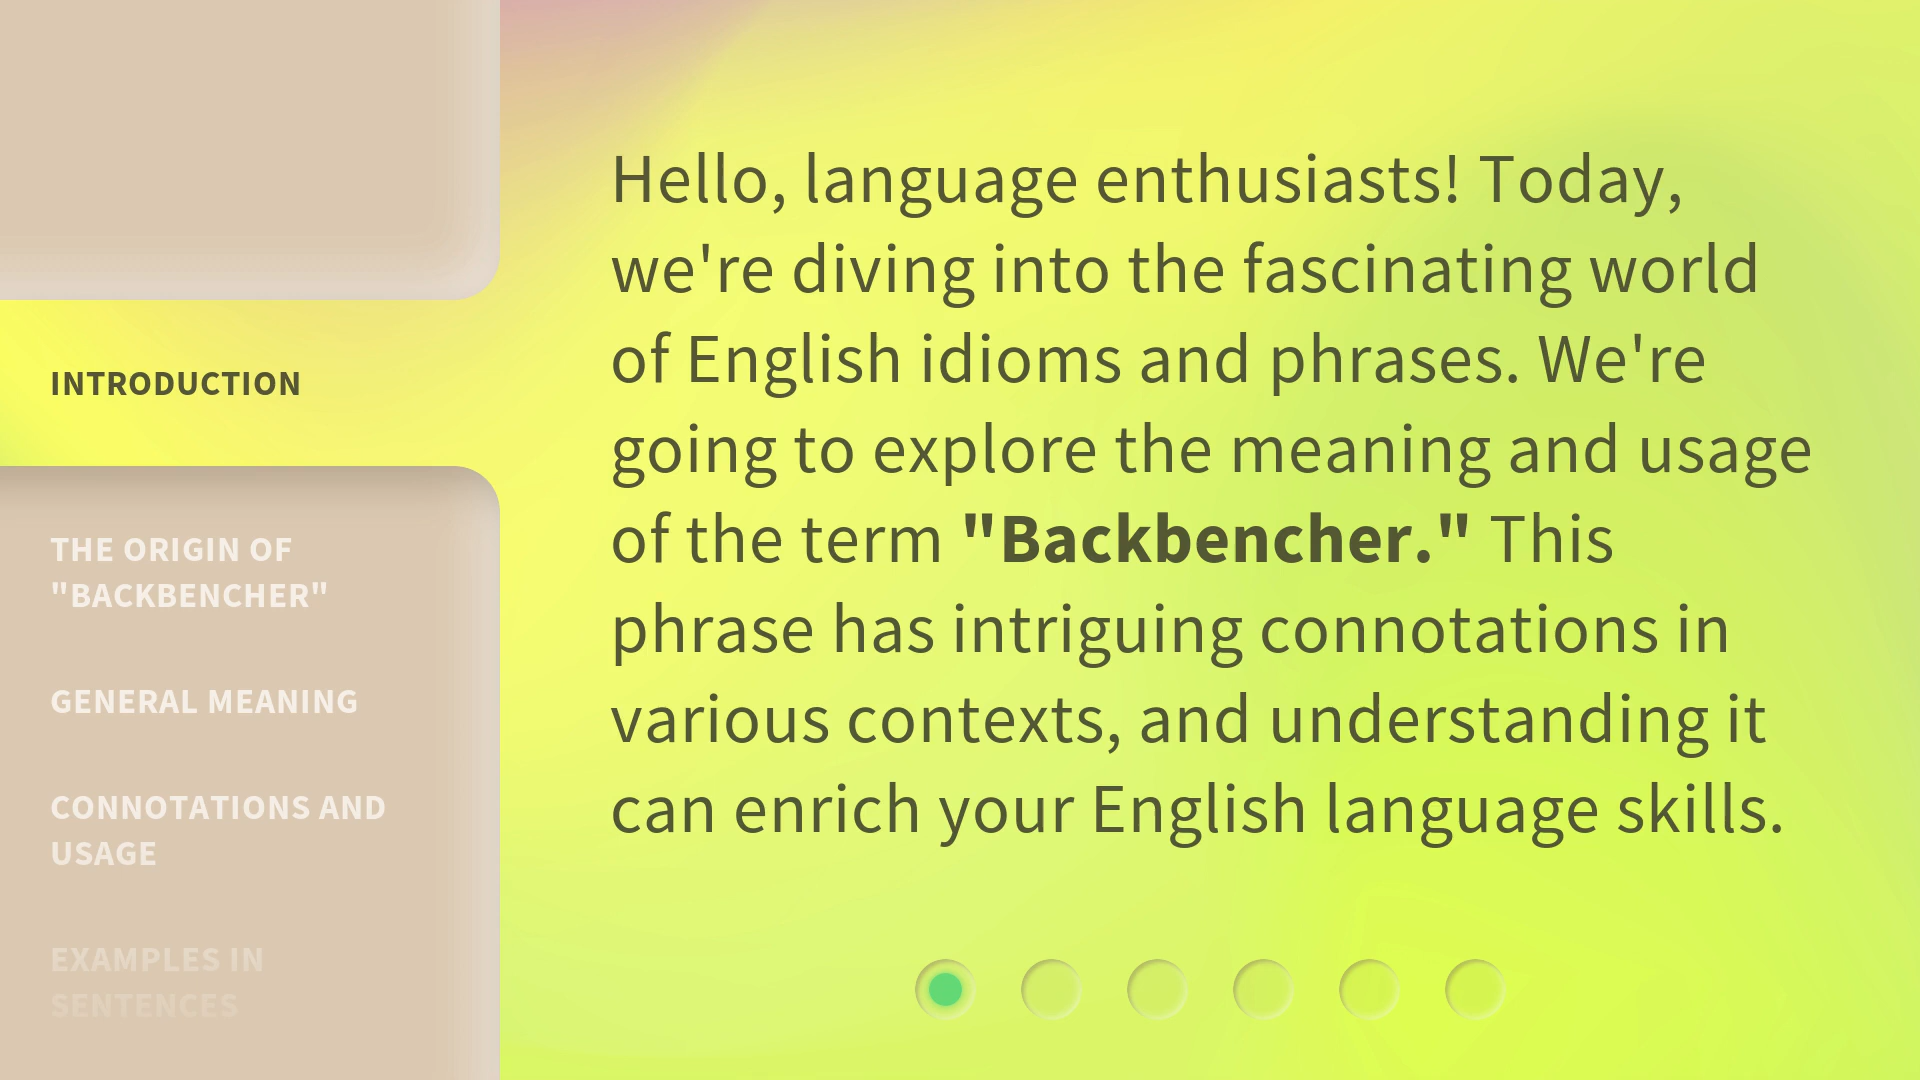 INTRODUCTION
THE ORIGIN OF
"BACKBENCHER"
GENERAL MEANING
CONNOTATIONS AND
USAGE
EXAMPLES IN
SENTENCES
Hello, language enthusiasts! Today,
we're diving into the fascinating world
of English idioms and phrases. We're
going to explore the meaning and usage
of the term "Backbencher." This
phrase has intriguing connotations in
various contexts, and understanding it
can enrich your English language skills.